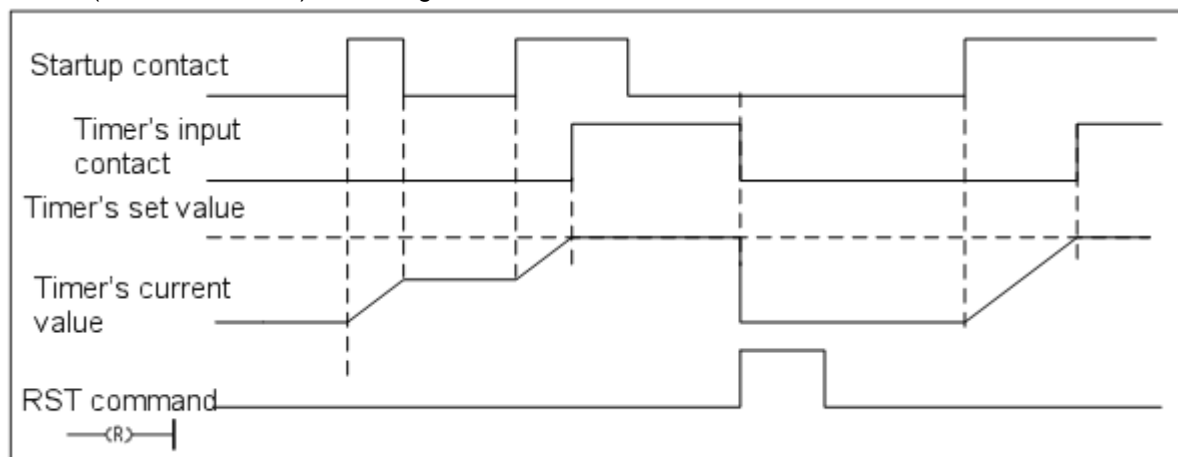 Startup contact
Timer's input
contact
Timer's set value
Timer's current
value
RST command
(R)